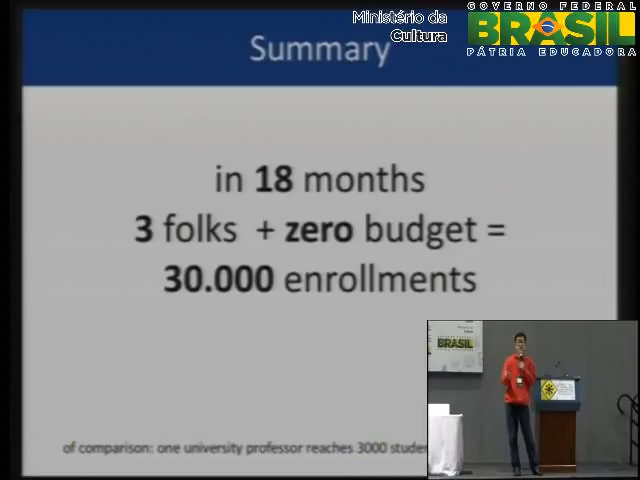 GOVERNO FEDERAL
Ministério da
Cultura
BRASIL
PÁTRIA EDUCADORA
Summary
in 18 months
3 folks + zero budget =
30.000 enrollments
of comparison: one university professor reaches 3000
BRASIL